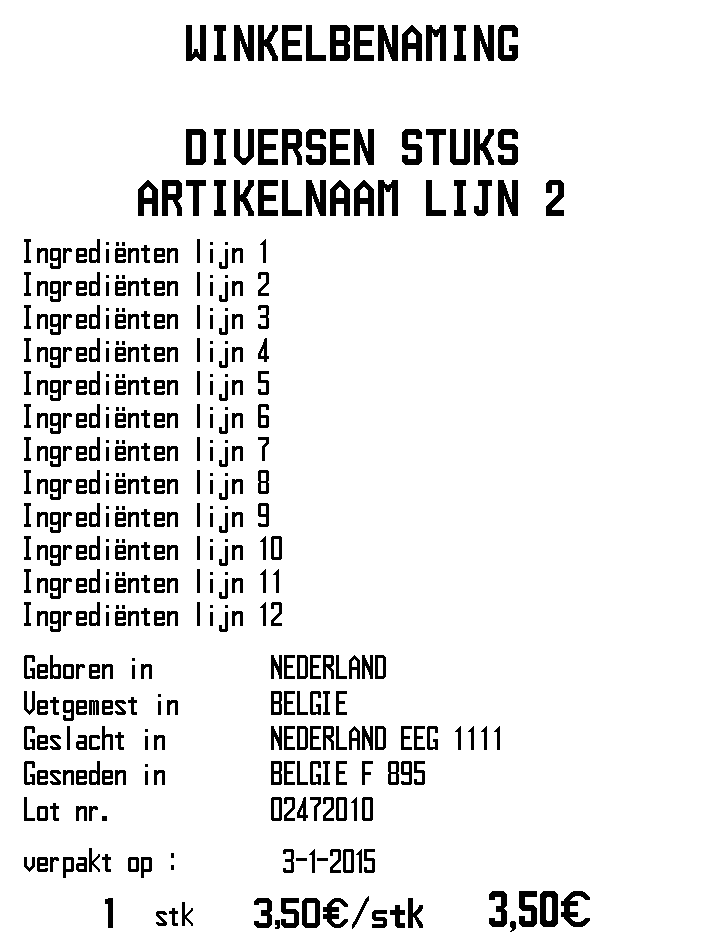 WINKELBENAMING
DIVERSEN STUKS
ARTIKELNAAM LIJN 2
Ingrediënten lijn 1
Ingrediënten lijn 2
Ingrediënten lijn 3
Ingrediënten lijn 4
Ingrediënten lijn 5
Ingrediënten lijn 6
Ingrediënten lijn 7
Ingrediënten lijn 8
Ingrediënten lijn 9
Ingrediënten lijn 10
Ingrediënten lijn 11
Ingrediënten lijn 12
Geboren in NEDERLAND
Vetgemest in BELGIE
Geslacht in NEDERLAND EEG 1111
Gesneden in BELGIE F 895
Lot nr. 02472010
verpakt op : 3-1-2015
1 stk 3,50€/stk 3,50€